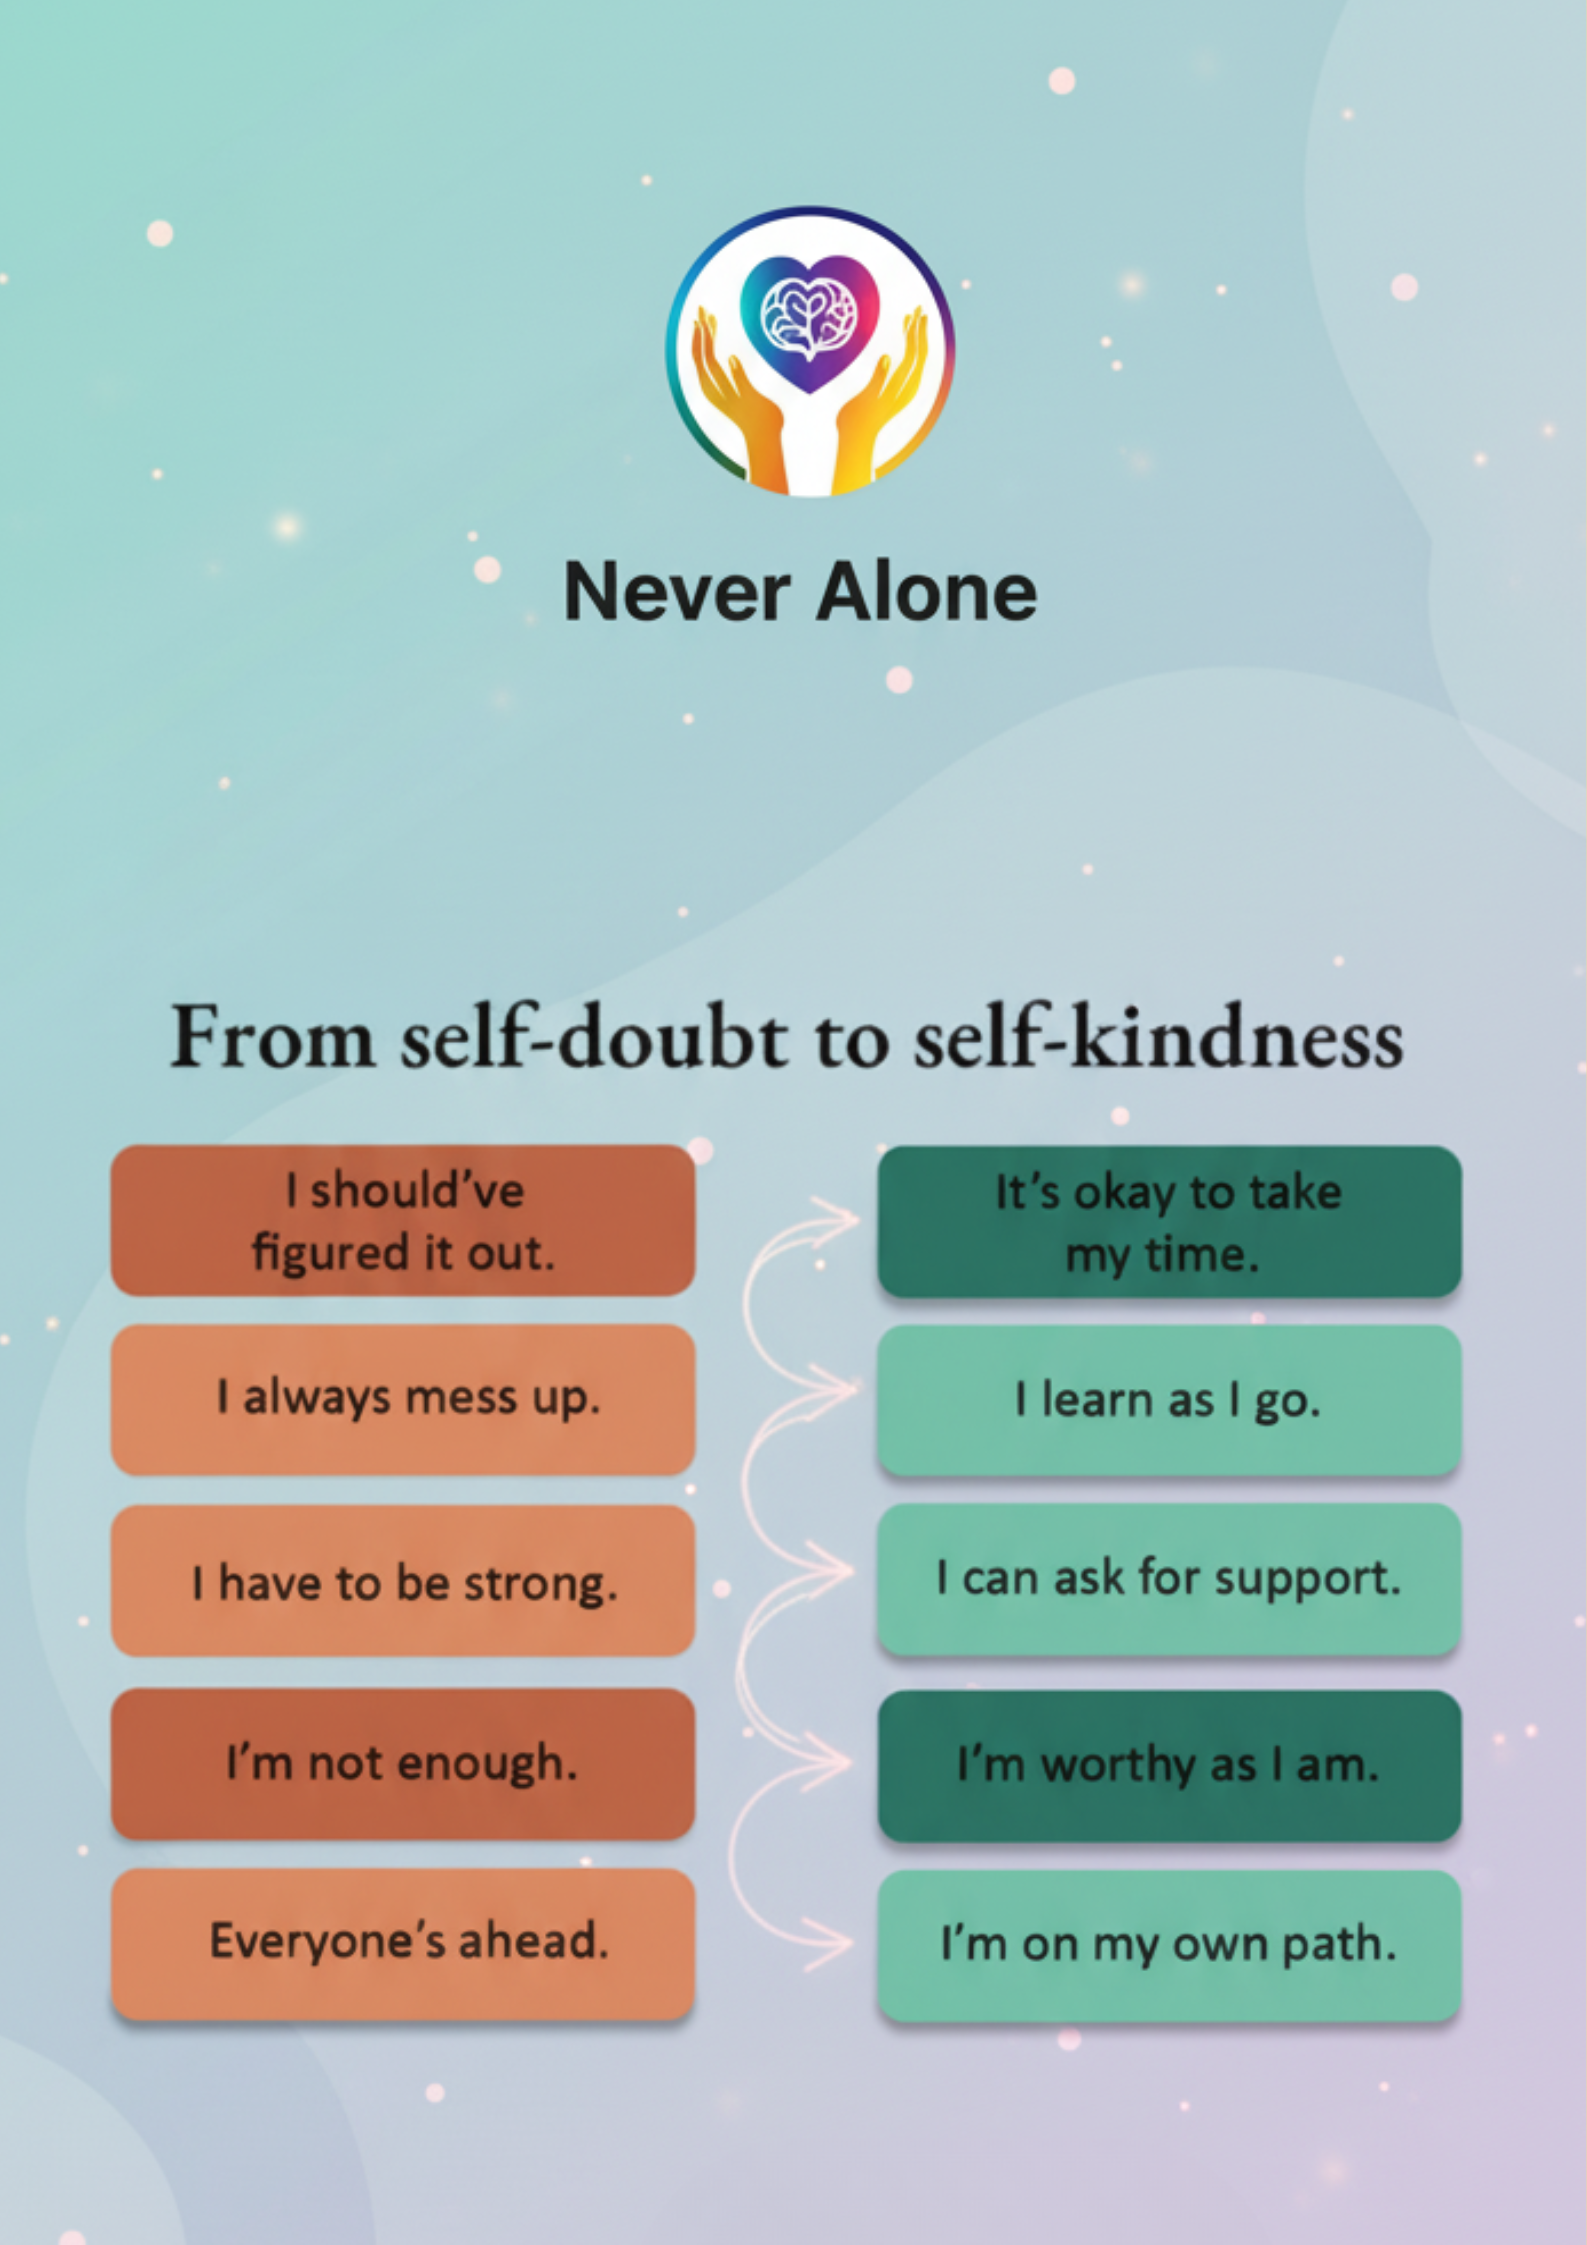 Never Alone
From self-doubt to self-kindness
I should’ve
figured it out.
It’s okay to take
my time.
I always mess up.
I learn as I go.
I have to be strong.
I can ask for support.
I’m not enough.
I’m worthy as I am.
Everyone’s ahead.
I’m on my own path.